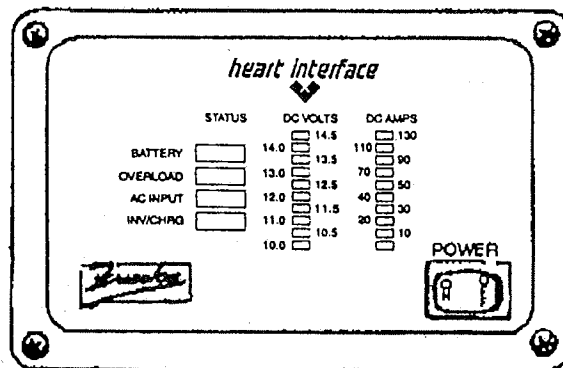 heart interface
STATUS DC VOLTS DC AMPS
14.5 130
14.0 110
BATTERY 13.5 90
13.0 70
OVERLOAD 12.5 50
12.0 40
AC INPUT 11.5 30
11.0 20
INV/CHRG 10.5 10
10.0
POWER